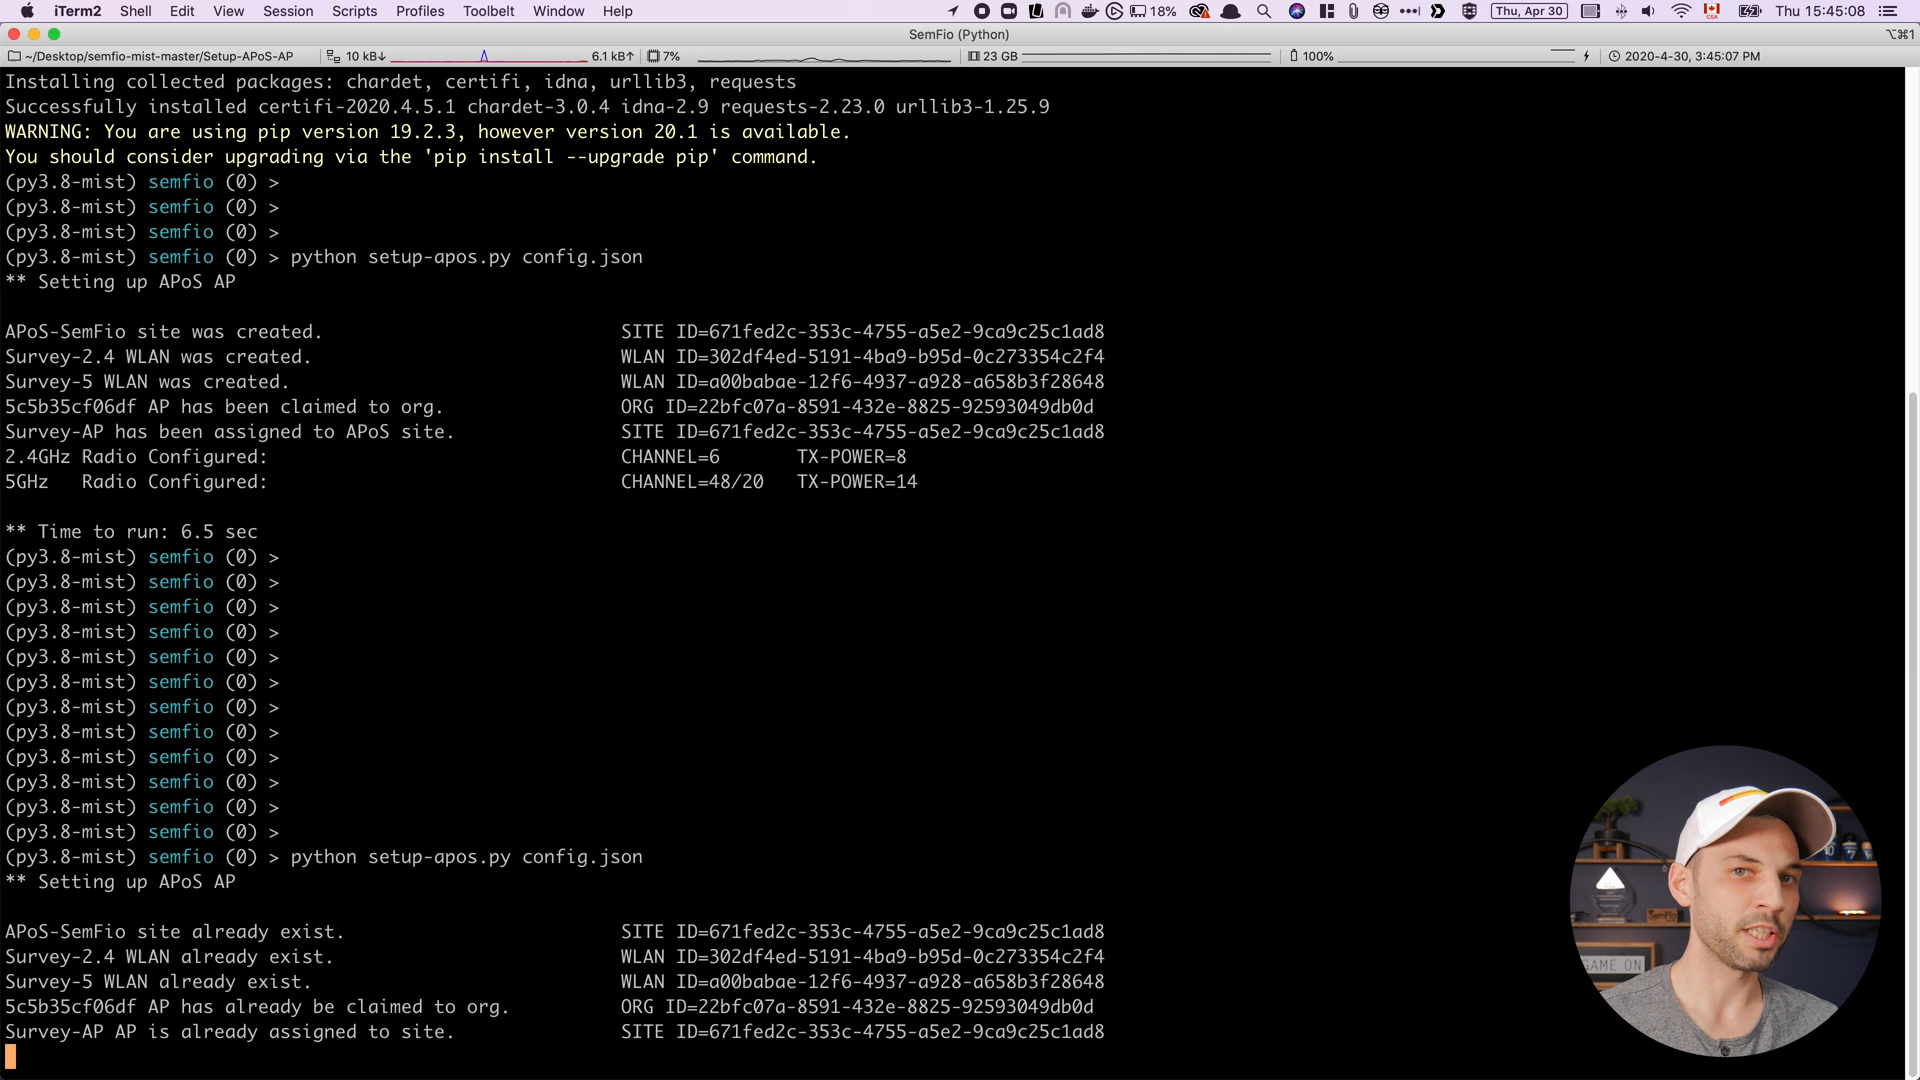 iTerm2 Shell Edit View Session Scripts Profiles Toolbelt Window Help 18% Thu, Apr 30 Thu 15:45:08
SemFio (Python) ⌥⌘1
~/Desktop/semfio-mist-master/Setup-APoS-AP 10 kB↓ 6.1 kB↑ 7% 23 GB 100% 2020-4-30, 3:45:07 PM
Installing collected packages: chardet, certifi, idna, urllib3, requests
Successfully installed certifi-2020.4.5.1 chardet-3.0.4 idna-2.9 requests-2.23.0 urllib3-1.25.9
WARNING: You are using pip version 19.2.3, however version 20.1 is available.
You should consider upgrading via the 'pip install --upgrade pip' command.
(py3.8-mist) semfio (0) >
(py3.8-mist) semfio (0) >
(py3.8-mist) semfio (0) >
(py3.8-mist) semfio (0) > python setup-apos.py config.json
** Setting up APoS AP
APoS-SemFio site was created. SITE ID=671fed2c-353c-4755-a5e2-9ca9c25c1ad8
Survey-2.4 WLAN was created. WLAN ID=302df4ed-5191-4ba9-b95d-0c273354c2f4
Survey-5 WLAN was created. WLAN ID=a00babae-12f6-4937-a928-a658b3f28648
5c5b35cf06df AP has been claimed to org. ORG ID=22bfc07a-8591-432e-8825-92593049db0d
Survey-AP has been assigned to APoS site. SITE ID=671fed2c-353c-4755-a5e2-9ca9c25c1ad8
2.4GHz Radio Configured: CHANNEL=6 TX-POWER=8
5GHz Radio Configured: CHANNEL=48/20 TX-POWER=14
** Time to run: 6.5 sec
(py3.8-mist) semfio (0) >
(py3.8-mist) semfio (0) >
(py3.8-mist) semfio (0) >
(py3.8-mist) semfio (0) >
(py3.8-mist) semfio (0) >
(py3.8-mist) semfio (0) >
(py3.8-mist) semfio (0) >
(py3.8-mist) semfio (0) >
(py3.8-mist) semfio (0) >
(py3.8-mist) semfio (0) >
(py3.8-mist) semfio (0) >
(py3.8-mist) semfio (0) >
(py3.8-mist) semfio (0) > python setup-apos.py config.json
** Setting up APoS AP
APoS-SemFio site already exist. SITE ID=671fed2c-353c-4755-a5e2-9ca9c25c1ad8
Survey-2.4 WLAN already exist. WLAN ID=302df4ed-5191-4ba9-b95d-0c273354c2f4
Survey-5 WLAN already exist. WLAN ID=a00babae-12f6-4937-a928-a658b3f28648
5c5b35cf06df AP has already be claimed to org. ORG ID=22bfc07a-8591-432e-8825-92593049db0d
Survey-AP AP is already assigned to site. SITE ID=671fed2c-353c-4755-a5e2-9ca9c25c1ad8
SemFio
GAME ON